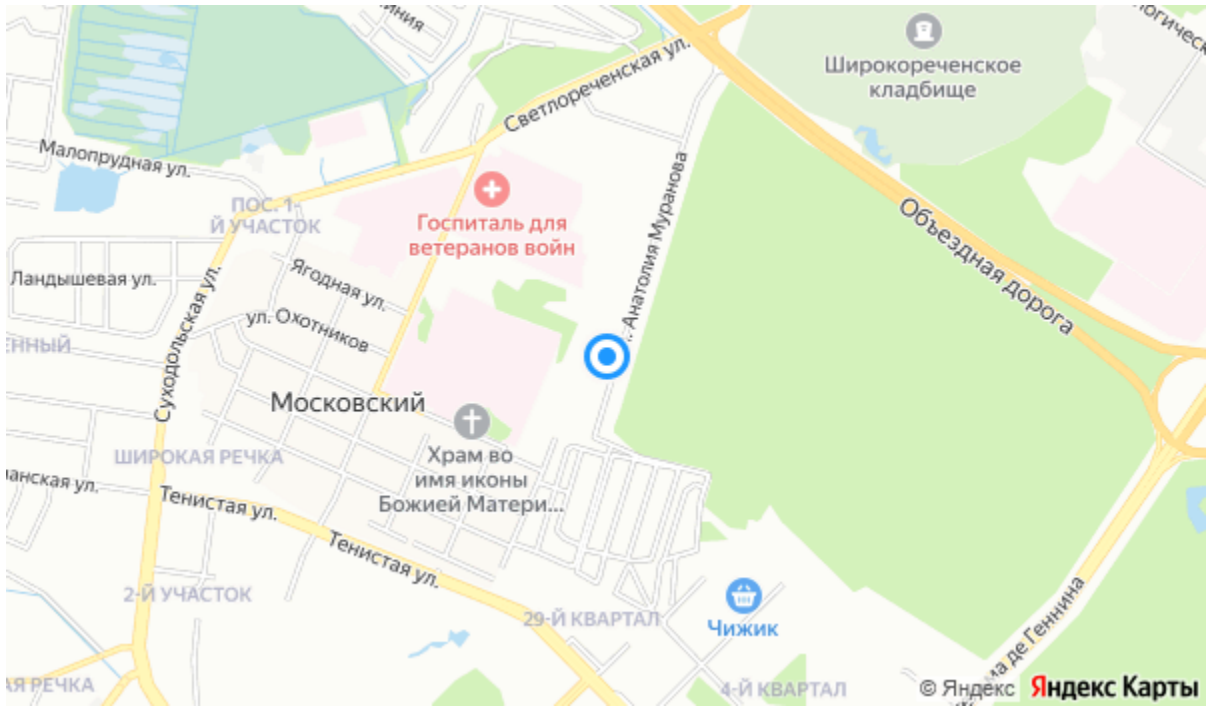 Широкореченское
кладбище
Светлореченская ул.
Малопрудная ул.
ПОС. 1-
Й УЧАСТОК
Госпиталь для
ветеранов войн
Анатолия Муранова
Объездная дорога
Ландышевая ул.
Ягодная ул.
ул. Охотников
Суходольская ул.
Московский
ШИРОКАЯ РЕЧКА
Храм во
имя иконы
Божией Матери...
Тенистая ул.
Тенистая ул.
2-Й УЧАСТОК
29-Й КВАРТАЛ
Чижик
4-Й КВАРТАЛ
де Геннина
РЕЧКА
© Яндекс Яндекс Карты